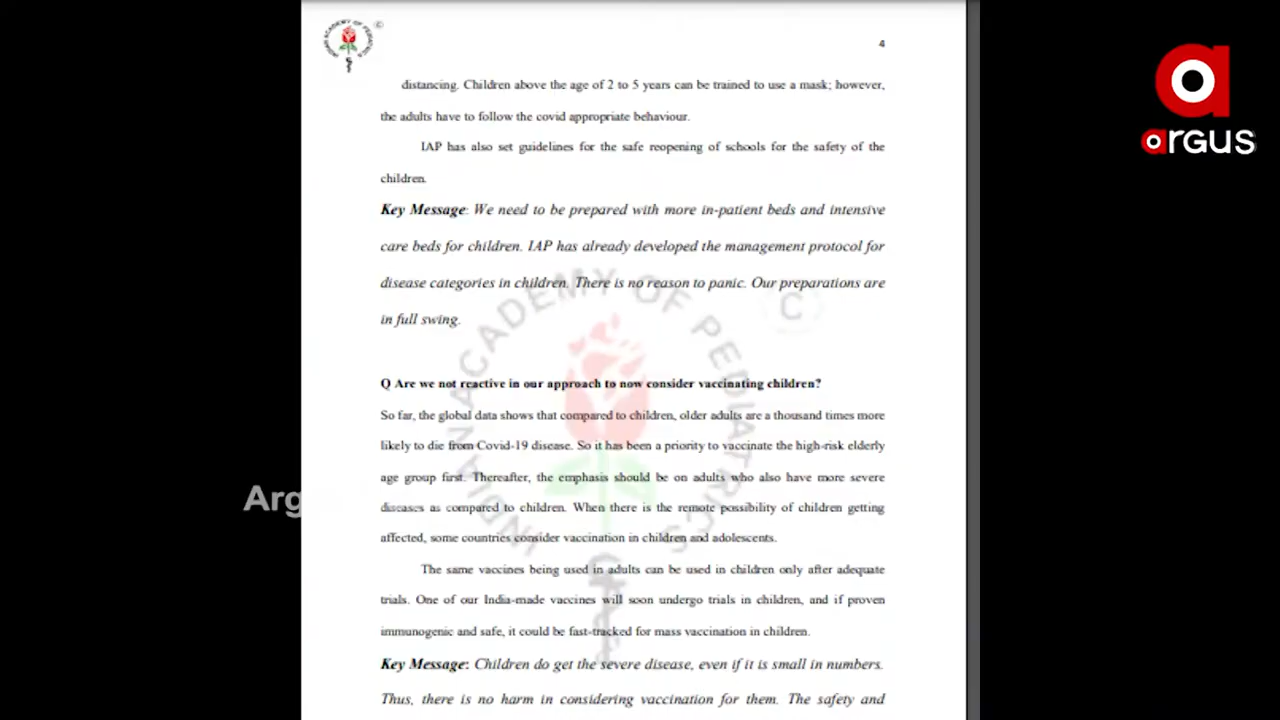 4
INDIAN ACADEMY OF PEDIATRICS
©
argus
distancing. Children above the age of 2 to 5 years can be trained to use a mask; however,
the adults have to follow the covid appropriate behaviour.
IAP has also set guidelines for the safe reopening of schools for the safety of the
children.
Key Message: We need to be prepared with more in-patient beds and intensive
care beds for children. IAP has already developed the management protocol for
disease categories in children. There is no reason to panic. Our preparations are
in full swing.
INDIAN ACADEMY OF PEDIATRICS
C
Q Are we not reactive in our approach to now consider vaccinating children?
So far, the global data shows that compared to children, older adults are a thousand times more
likely to die from Covid-19 disease. So it has been a priority to vaccinate the high-risk elderly
age group first. Thereafter, the emphasis should be on adults who also have more severe
Arg
diseases as compared to children. When there is the remote possibility of children getting
affected, some countries consider vaccination in children and adolescents.
The same vaccines being used in adults can be used in children only after adequate
trials. One of our India-made vaccines will soon undergo trials in children, and if proven
immunogenic and safe, it could be fast-tracked for mass vaccination in children.
Key Message: Children do get the severe disease, even if it is small in numbers.
Thus, there is no harm in considering vaccination for them. The safety and